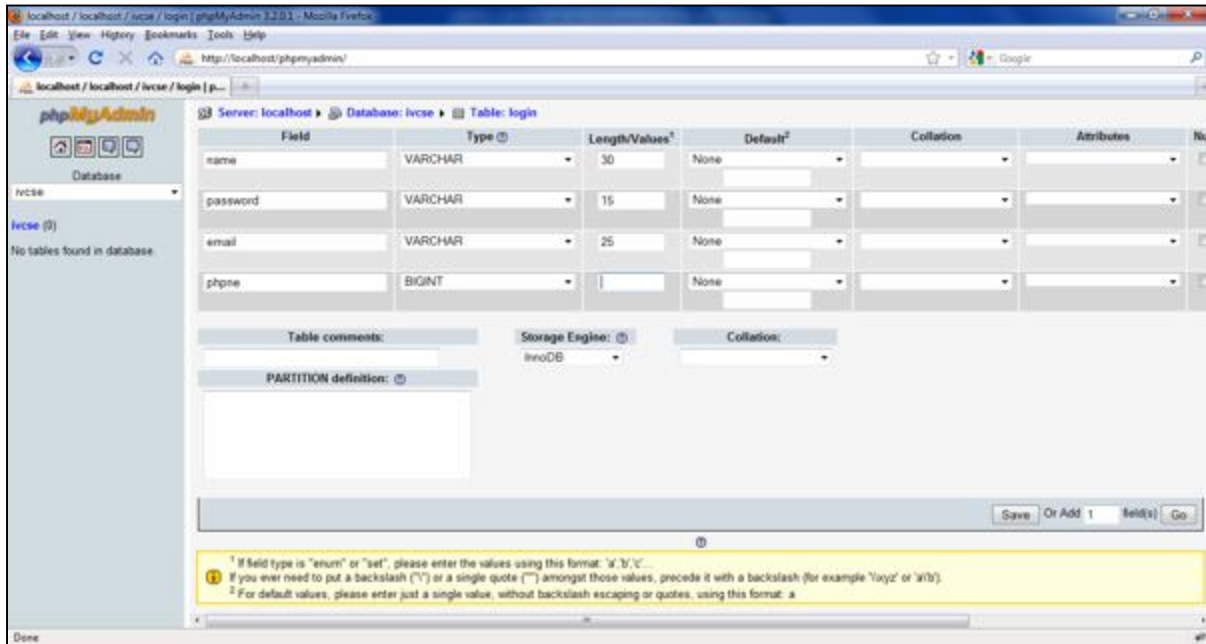 localhost / localhost / ivcse / login | phpMyAdmin 3.2.0.1 - Mozilla Firefox
File Edit View History Bookmarks Tools Help
http://localhost/phpmyadmin/
Google
localhost / localhost / ivcse / login | p...
phpMyAdmin
Database
ivcse
ivcse (0)
No tables found in database.
Server: localhost Database: ivcse Table: login
Field Type Length/Values1 Default2 Collation Attributes Nu
name VARCHAR 30 None
password VARCHAR 15 None
email VARCHAR 25 None
phpne BIGINT None
Table comments: Storage Engine: Collation:
InnoDB
PARTITION definition:
Save Or Add 1 field(s) Go
1 If field type is "enum" or "set", please enter the values using this format: 'a','b','c'...
If you ever need to put a backslash ("\") or a single quote ("'") amongst those values, precede it with a backslash (for example '\\xyz' or 'a\'b').
2 For default values, please enter just a single value, without backslash escaping or quotes, using this format: a
Done